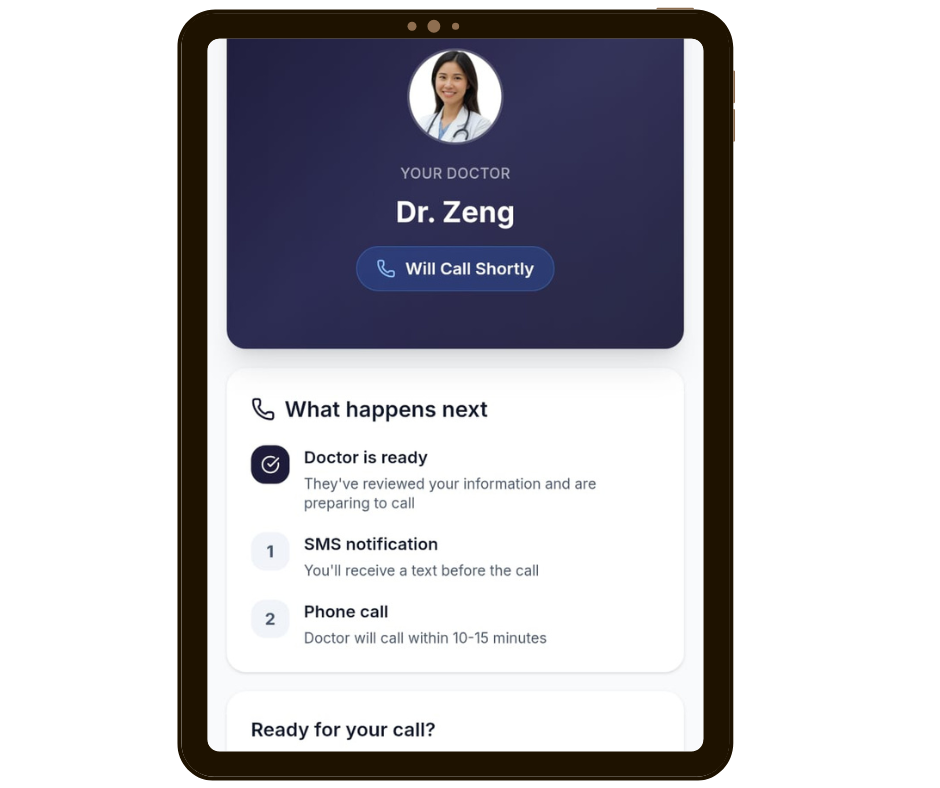 YOUR DOCTOR
Dr. Zeng
Will Call Shortly
What happens next
Doctor is ready
They've reviewed your information and are
preparing to call
1
SMS notification
You'll receive a text before the call
2
Phone call
Doctor will call within 10-15 minutes
Ready for your call?